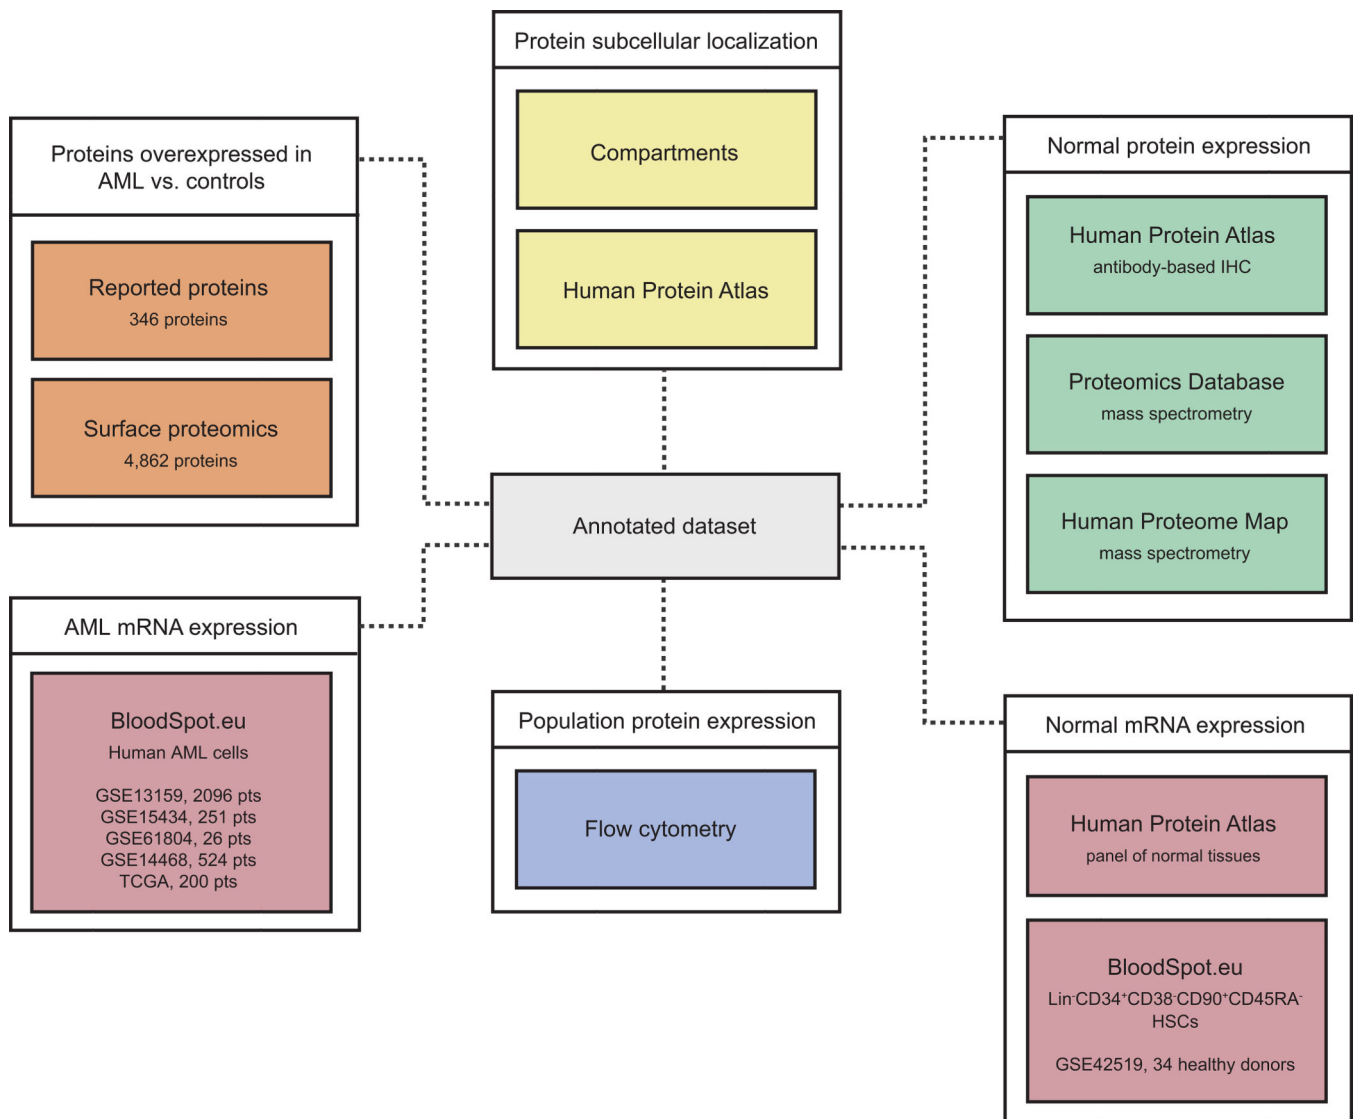 Protein subcellular localization
Compartments
Human Protein Atlas
Proteins overexpressed in
AML vs. controls
Reported proteins
346 proteins
Surface proteomics
4,862 proteins
Normal protein expression
Human Protein Atlas
antibody-based IHC
Proteomics Database
mass spectrometry
Human Proteome Map
mass spectrometry
Annotated dataset
AML mRNA expression
BloodSpot.eu
Human AML cells
GSE13159, 2096 pts
GSE15434, 251 pts
GSE61804, 26 pts
GSE14468, 524 pts
TCGA, 200 pts
Population protein expression
Flow cytometry
Normal mRNA expression
Human Protein Atlas
panel of normal tissues
BloodSpot.eu
Lin⁻CD34⁺CD38⁻CD90⁺CD45RA⁻
HSCs
GSE42519, 34 healthy donors